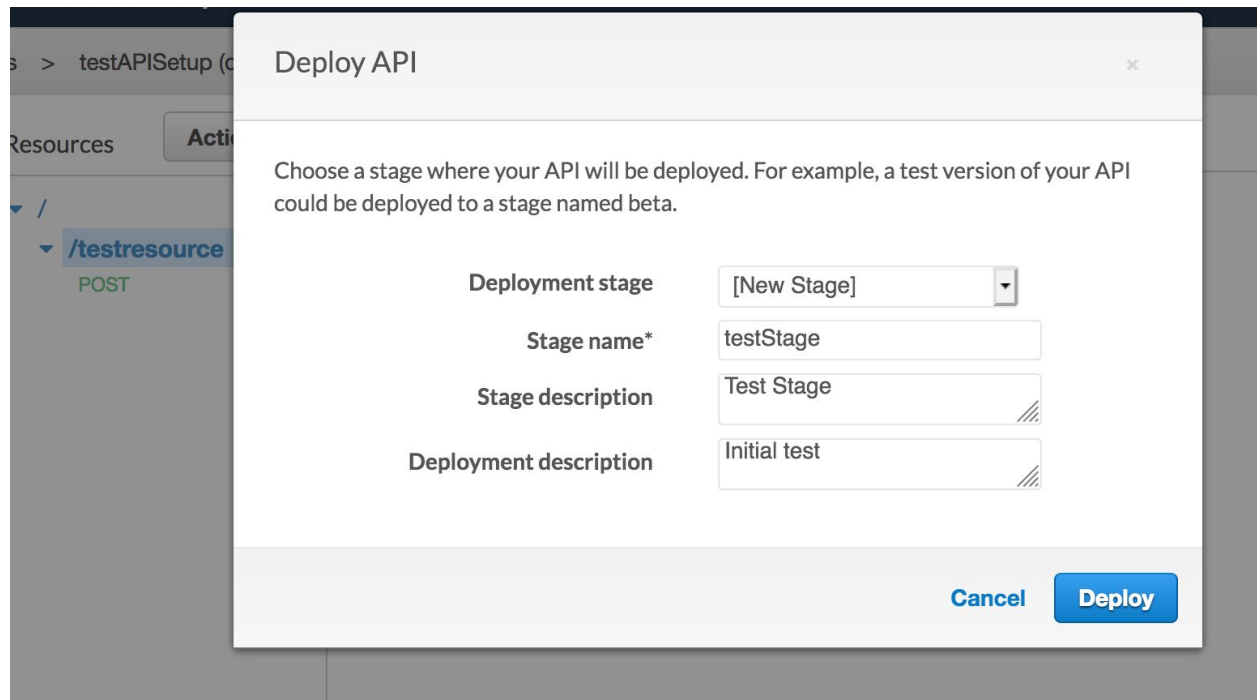 > testAPISetup
Deploy API
×
Resources
Choose a stage where your API will be deployed. For example, a test version of your API
could be deployed to a stage named beta.
/
/testresource
POST
Deployment stage
[New Stage]
Stage name*
testStage
Stage description
Test Stage
Deployment description
Initial test
Cancel
Deploy